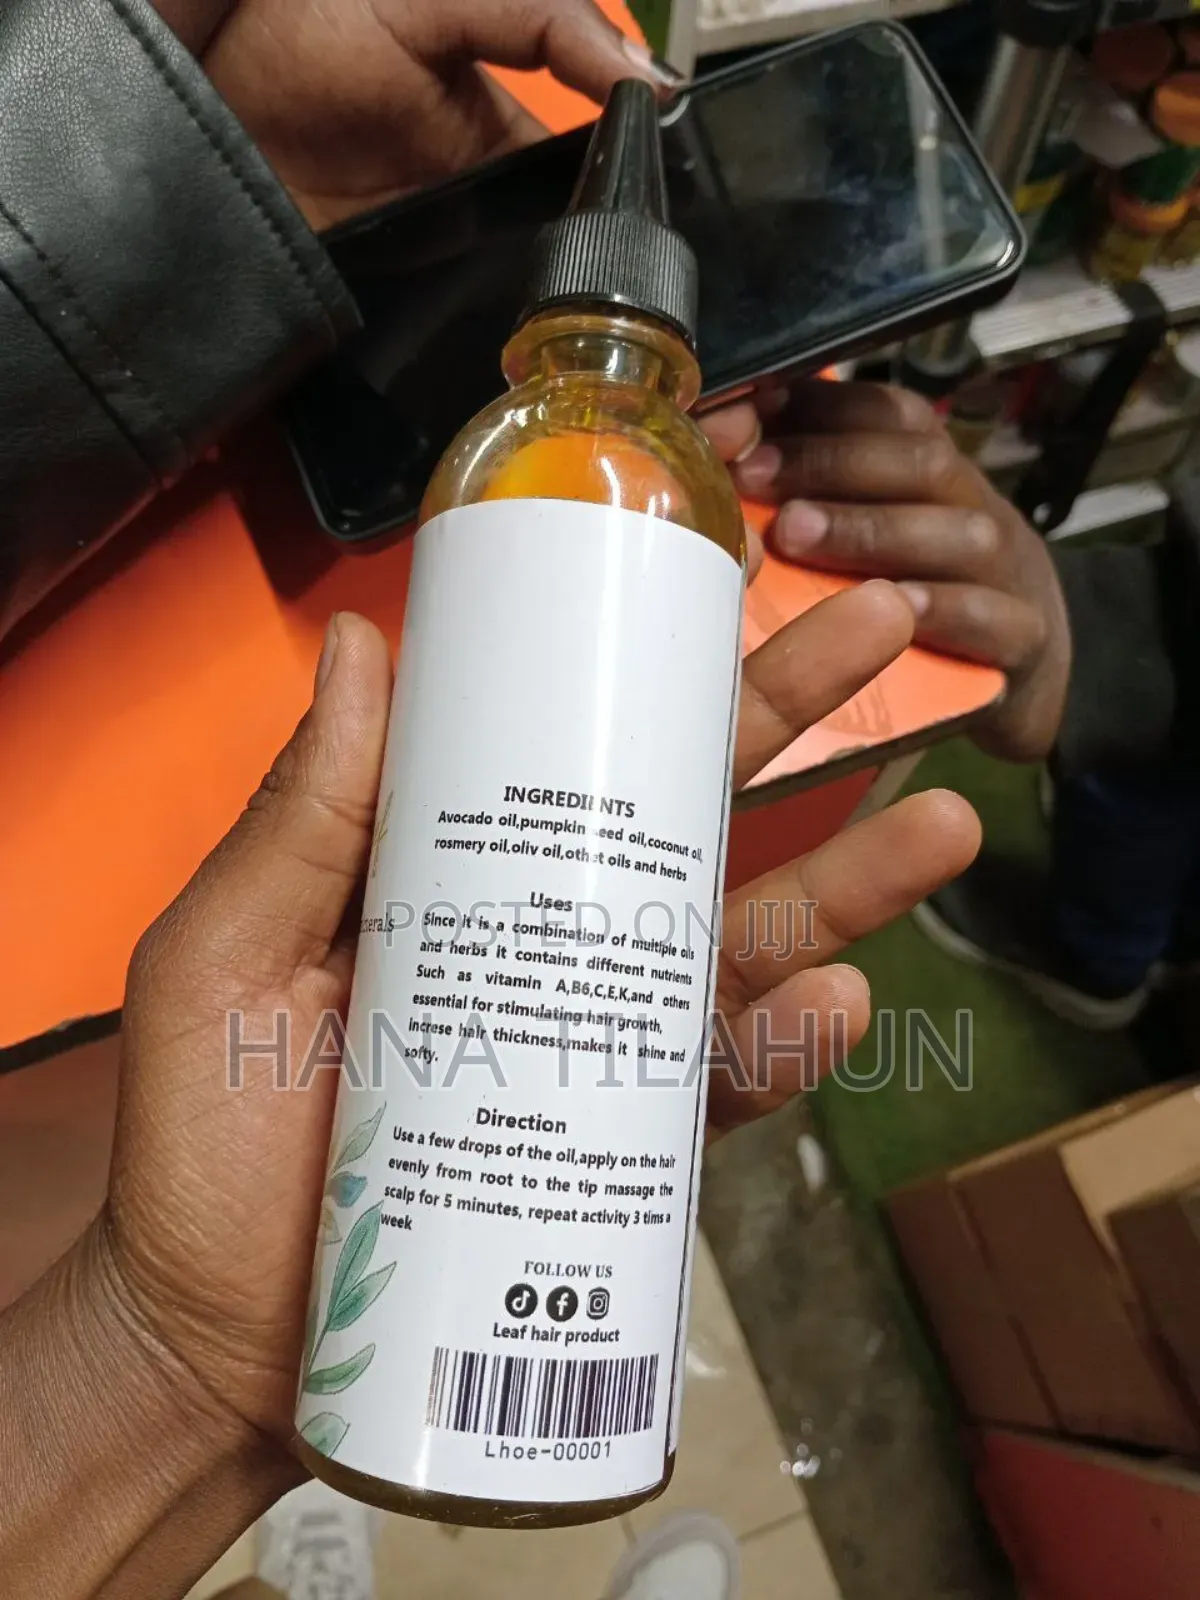 INGREDIENTS
Avocado oil,pumpkin seed oil,coconut oil,
rosmery oil,oliv oil,othet oils and herbs
Uses
Since it is a combination of multiple oils
and herbs it contains different nutrients
Such as vitamin A,B6,C,E,K,and others
essential for stimulating hair growth,
increse hair thickness,makes it shine and
softy.
POSTED ON JIJI
HANA TILAHUN
Direction
Use a few drops of the oil,apply on the hair
evenly from root to the tip massage the
scalp for 5 minutes, repeat activity 3 tims a
week
FOLLOW US
Leaf hair product
Lhoe-00001